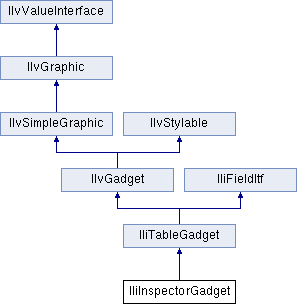 IlvValueInterface
IlvGraphic
IlvSimpleGraphic
IlvStylable
IlvGadget
IliFieldItf
IliTableGadget
IliInspectorGadget